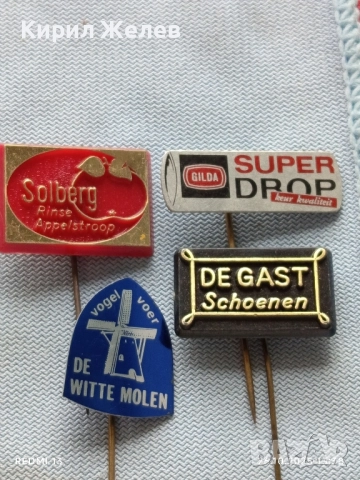 Кирил Желев
Solberg
Rinse
Appelstroop
GILDA
SUPER
DROP
keur kwaliteit
DE GAST
Schoenen
vogel voer
DE
WITTE MOLEN
REDMI 13